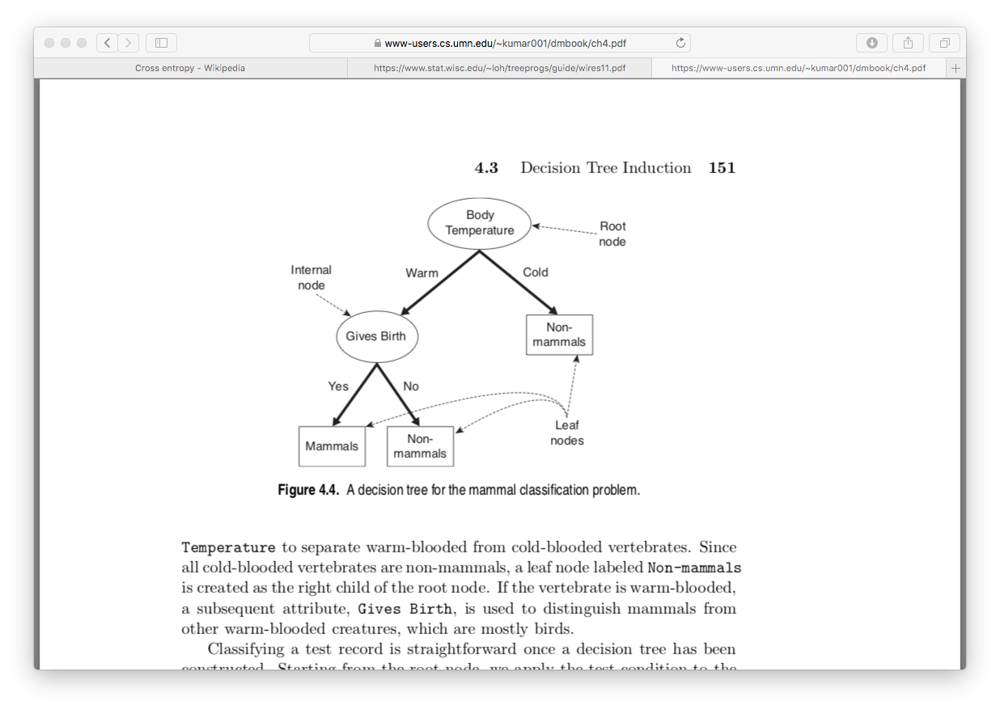 www-users.cs.umn.edu/~kumar001/dmbook/ch4.pdf
Cross entropy - Wikipedia
https://www.stat.wisc.edu/~loh/treeprogs/guide/wires11.pdf
https://www-users.cs.umn.edu/~kumar001/dmbook/ch4.pdf
4.3 Decision Tree Induction 151
Body
Temperature
Root
node
Internal
node
Warm
Cold
Gives Birth
Non-
mammals
Yes
No
Mammals
Non-
mammals
Leaf
nodes
Figure 4.4. A decision tree for the mammal classification problem.
Temperature to separate warm-blooded from cold-blooded vertebrates. Since
all cold-blooded vertebrates are non-mammals, a leaf node labeled Non-mammals
is created as the right child of the root node. If the vertebrate is warm-blooded,
a subsequent attribute, Gives Birth, is used to distinguish mammals from
other warm-blooded creatures, which are mostly birds.
Classifying a test record is straightforward once a decision tree has been
constructed. Starting from the root node, we apply the test condition to the